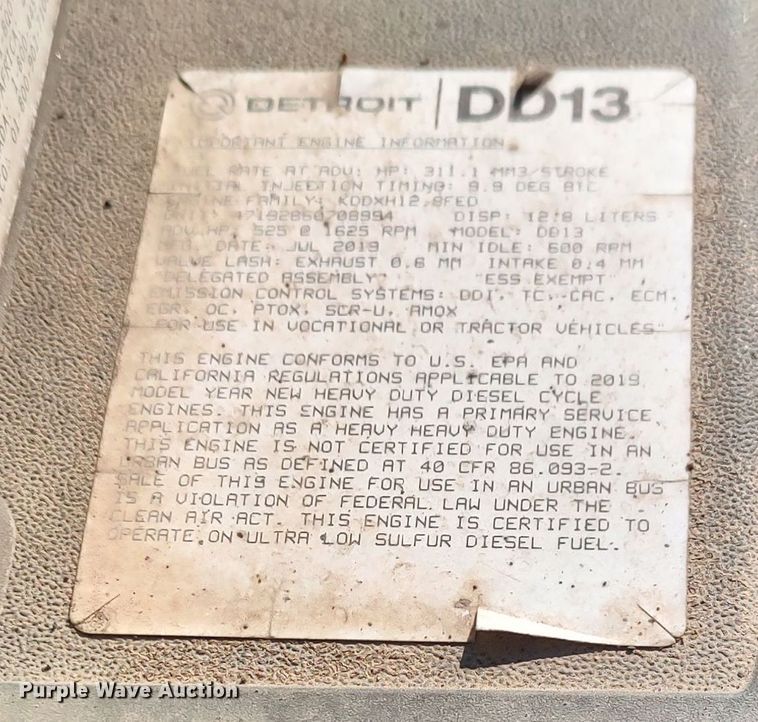 DETROIT DD13
IMPORTANT ENGINE INFORMATION
FUEL RATE AT ADV: HP: 311.1 MM3/STROKE
INITIAL INJECTION TIMING: 9.9 DEG BTC
ENGINE FAMILY: KDDXH12.8FED
UNIT: 471928S0708994 DISP: 12.8 LITERS
ADV HP. 525 @ 1625 RPM MODEL: DD13
MFG. DATE: JUL 2019 MIN IDLE: 600 RPM
VALVE LASH: EXHAUST 0.6 MM INTAKE 0.4 MM
"DELEGATED ASSEMBLY" "ESS EXEMPT"
EMISSION CONTROL SYSTEMS: DDI, TC, CAC, ECM,
EGR, OC, PTOX, SCR-U, AMOX
"FOR USE IN VOCATIONAL OR TRACTOR VEHICLES"
THIS ENGINE CONFORMS TO U.S. EPA AND
CALIFORNIA REGULATIONS APPLICABLE TO 2019
MODEL YEAR NEW HEAVY DUTY DIESEL CYCLE
ENGINES. THIS ENGINE HAS A PRIMARY SERVICE
APPLICATION AS A HEAVY HEAVY DUTY ENGINE.
THIS ENGINE IS NOT CERTIFIED FOR USE IN AN
URBAN BUS AS DEFINED AT 40 CFR 86.093-2.
SALE OF THIS ENGINE FOR USE IN AN URBAN BUS
IS A VIOLATION OF FEDERAL LAW UNDER THE
CLEAN AIR ACT. THIS ENGINE IS CERTIFIED TO
OPERATE ON ULTRA LOW SULFUR DIESEL FUEL.
Purple Wave Auction